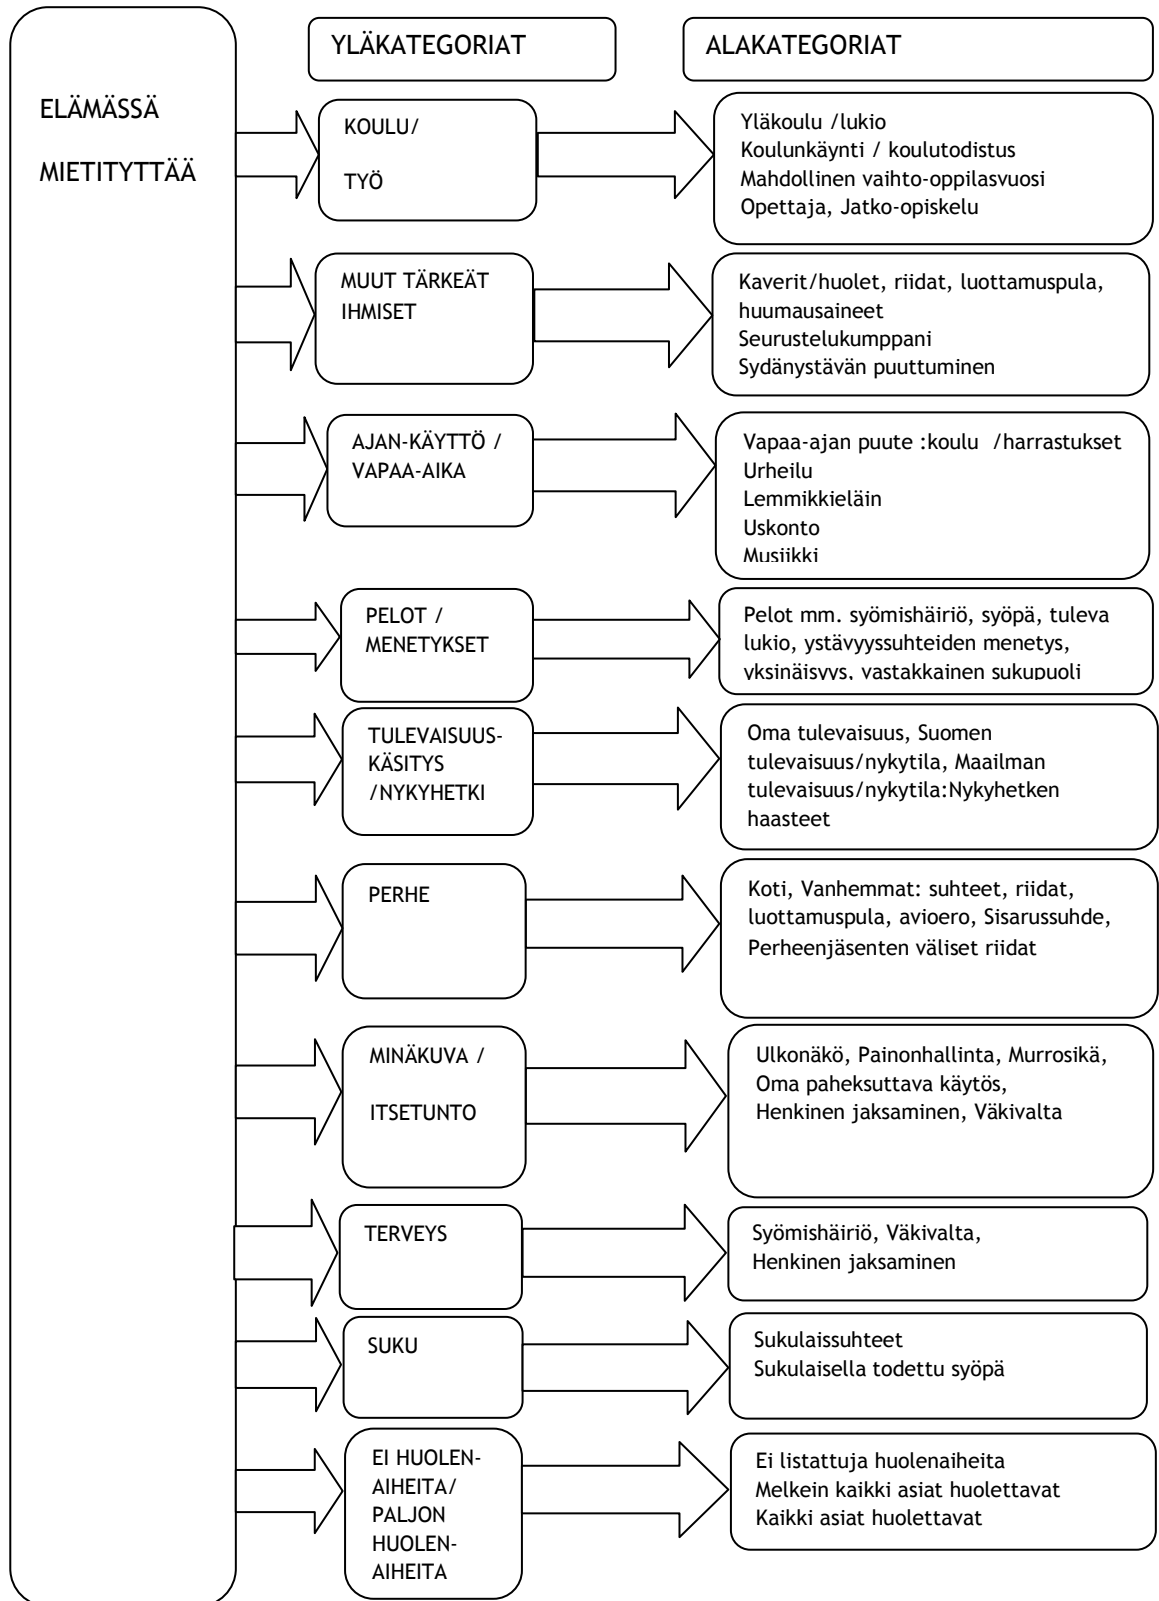 YLÄKATEGORIAT
ALAKATEGORIAT
ELÄMÄSSÄ
MIETITYTTÄÄ
KOULU/
TYÖ
Yläkoulu /lukio
Koulunkäynti / koulutodistus
Mahdollinen vaihto-oppilasvuosi
Opettaja, Jatko-opiskelu
MUUT TÄRKEÄT
IHMISET
Kaverit/huolet, riidat, luottamuspula,
huumausaineet
Seurustelukumppani
Sydänystävän puuttuminen
AJAN-KÄYTTÖ /
VAPAA-AIKA
Vapaa-ajan puute :koulu /harrastukset
Urheilu
Lemmikkieläin
Uskonto
Musiikki
PELOT /
MENETYKSET
Pelot mm. syömishäiriö, syöpä, tuleva
lukio, ystävyyssuhteiden menetys,
yksinäisyys, vastakkainen sukupuoli
TULEVAISUUS-
KÄSITYS
/NYKYHETKI
Oma tulevaisuus, Suomen
tulevaisuus/nykytila, Maailman
tulevaisuus/nykytila:Nykyhetken
haasteet
PERHE
Koti, Vanhemmat: suhteet, riidat,
luottamuspula, avioero, Sisarussuhde,
Perheenjäsenten väliset riidat
MINÄKUVA /
ITSETUNTO
Ulkonäkö, Painonhallinta, Murrosikä,
Oma paheksuttava käytös,
Henkinen jaksaminen, Väkivalta
TERVEYS
Syömishäiriö, Väkivalta,
Henkinen jaksaminen
SUKU
Sukulaissuhteet
Sukulaisella todettu syöpä
EI HUOLEN-
AIHEITA/
PALJON
HUOLEN-
AIHEITA
Ei listattuja huolenaiheita
Melkein kaikki asiat huolettavat
Kaikki asiat huolettavat